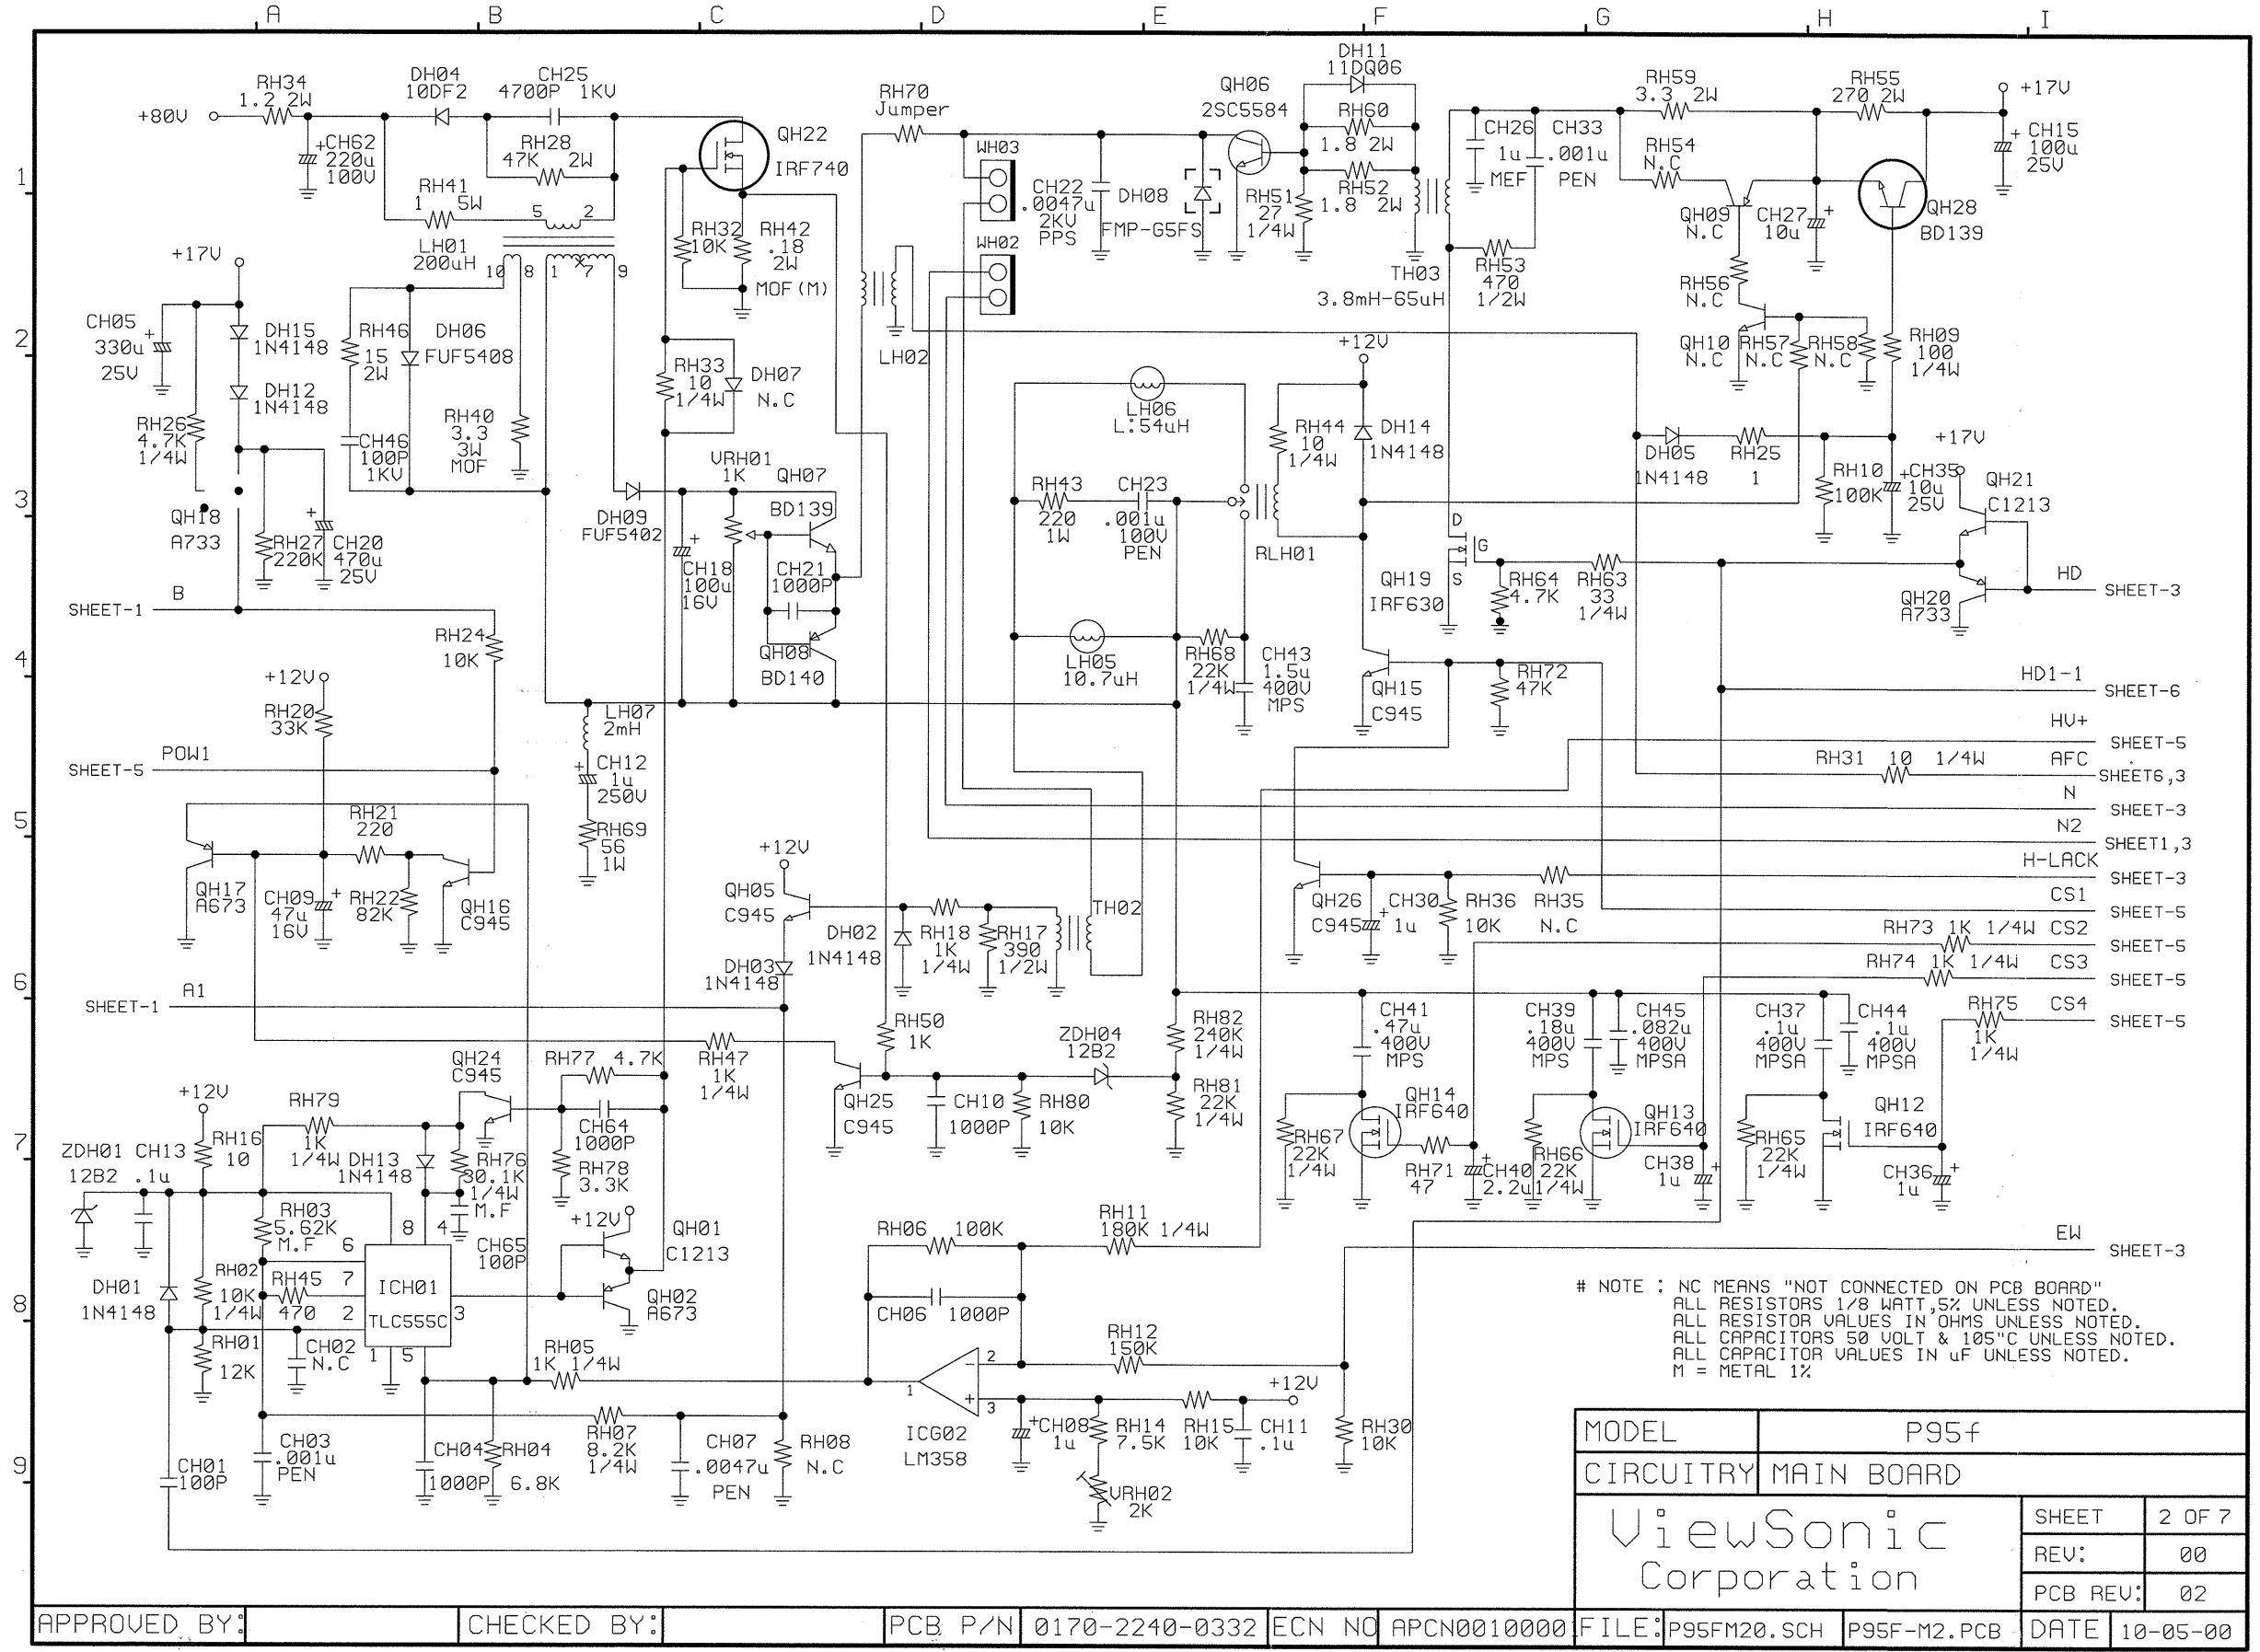 A B C D E F G H I
1
2
3
4
5
6
7
8
9
RH34
1.2 2W
+80V
CH62
220u
100V
DH04
10DF2
CH25
4700P 1KV
RH28
47K 2W
RH41
1 5W
5 2
LH01
200uH
10 8 1 7 9
QH22
IRF740
RH32
10K
RH42
.18
2W
MOF(M)
RH70
Jumper
WH03
WH02
CH22
.0047u
2KV
PPS
DH08
FMP-G5FS
QH06
2SC5584
DH11
11DQ06
RH60
1.8 2W
RH52
1.8 2W
RH51
27
1/4W
TH03
3.8mH-65uH
CH26
1u
MEF
CH33
.001u
PEN
RH53
470
1/2W
RH59
3.3 2W
RH54
N.C
RH55
270 2W
+17V
CH15
100u
25V
QH09
N.C
CH27
10u
QH28
BD139
RH56
N.C
QH10
N.C
RH57
N.C
RH58
N.C
RH09
100
1/4W
+17V
CH05
330u
25V
DH15
1N4148
DH12
1N4148
RH26
4.7K
1/4W
QH18
A733
RH27
220K
CH20
470u
25V
RH46
15
2W
DH06
FUF5408
CH46
100P
1KV
RH40
3.3
3W
MOF
RH33
10
1/4W
DH07
N.C
LH02
VRH01
1K
QH07
BD139
DH09
FUF5402
CH18
100u
16V
CH21
1000P
QH08
BD140
LH06
L:54uH
RH43
220
1W
CH23
.001u
100V
PEN
RH44
10
1/4W
+12V
DH14
1N4148
RLH01
LH05
10.7uH
RH68
22K
1/4W
CH43
1.5u
400V
MPS
D
G
S
QH19
IRF630
RH64
4.7K
RH63
33
1/4W
DH05
1N4148
RH25
1
RH10
100K
CH35
10u
25V
+17V
QH21
C1213
QH20
A733
HD
SHEET-3
QH15
C945
RH72
47K
HD1-1
SHEET-6
HV+
SHEET-5
RH31 10 1/4W AFC
SHEET6,3
N
SHEET-3
N2
SHEET1,3
H-LACK
SHEET-3
CS1
SHEET-5
RH73 1K 1/4W CS2
SHEET-5
RH74 1K 1/4W CS3
SHEET-5
RH75
1K
1/4W
CS4
SHEET-5
B
SHEET-1
RH24
10K
+12V
RH20
33K
POW1
SHEET-5
RH21
220
QH17
A673
CH09
47u
16V
RH22
82K
QH16
C945
LH07
2mH
CH12
1u
250V
RH69
56
1W
+12V
QH05
C945
DH02
1N4148
RH18
1K
1/4W
RH17
390
1/2W
TH02
DH03
1N4148
QH26
C945
CH30
1u
RH36
10K
RH35
N.C
A1
SHEET-1
RH50
1K
RH47
1K
1/4W
QH25
C945
CH10
1000P
RH80
10K
ZDH04
12B2
RH82
240K
1/4W
RH81
22K
1/4W
CH41
.47u
400V
MPS
CH39
.18u
400V
MPS
CH45
.082u
400V
MPSA
CH37
.1u
400V
MPSA
CH44
.1u
400V
MPSA
QH14
IRF640
RH67
22K
1/4W
RH71
47
CH40
2.2u
QH13
IRF640
RH66
22K
1/4W
CH38
1u
QH12
IRF640
RH65
22K
1/4W
CH36
1u
QH24
C945
RH77 4.7K
CH64
1000P
RH78
3.3K
+12V
RH79
1K
1/4W
RH16
10
ZDH01
12B2
CH13
.1u
DH13
1N4148
RH76
30.1K
1/4W
M.F
CH65
100P
RH03
5.62K
M.F
RH02
10K
1/4W
RH45
470
DH01
1N4148
RH01
12K
CH02
N.C
ICH01
TLC555C
6
7
2
8
4
3
1
5
+12V
QH01
C1213
QH02
A673
RH05
1K 1/4W
RH07
8.2K
1/4W
CH01
100P
CH03
.001u
PEN
CH04
1000P
RH04
6.8K
CH07
.0047u
PEN
RH08
N.C
RH06 100K
CH06 1000P
RH11
180K 1/4W
RH12
150K
2
1
3
ICG02
LM358
CH08
1u
RH14
7.5K
RH15
10K
CH11
.1u
+12V
VRH02
2K
RH30
10K
EW
SHEET-3
# NOTE : NC MEANS "NOT CONNECTED ON PCB BOARD"
ALL RESISTORS 1/8 WATT,5% UNLESS NOTED.
ALL RESISTOR VALUES IN OHMS UNLESS NOTED.
ALL CAPACITORS 50 VOLT & 105"C UNLESS NOTED.
ALL CAPACITOR VALUES IN uF UNLESS NOTED.
M = METAL 1%
MODEL P95f
CIRCUITRY MAIN BOARD
ViewSonic
Corporation
SHEET 2 OF 7
REV: 00
PCB REV: 02
APPROVED BY: CHECKED BY: PCB P/N 0170-2240-0332 ECN NO APCN0010000 FILE: P95FM20.SCH P95F-M2.PCB DATE 10-05-00